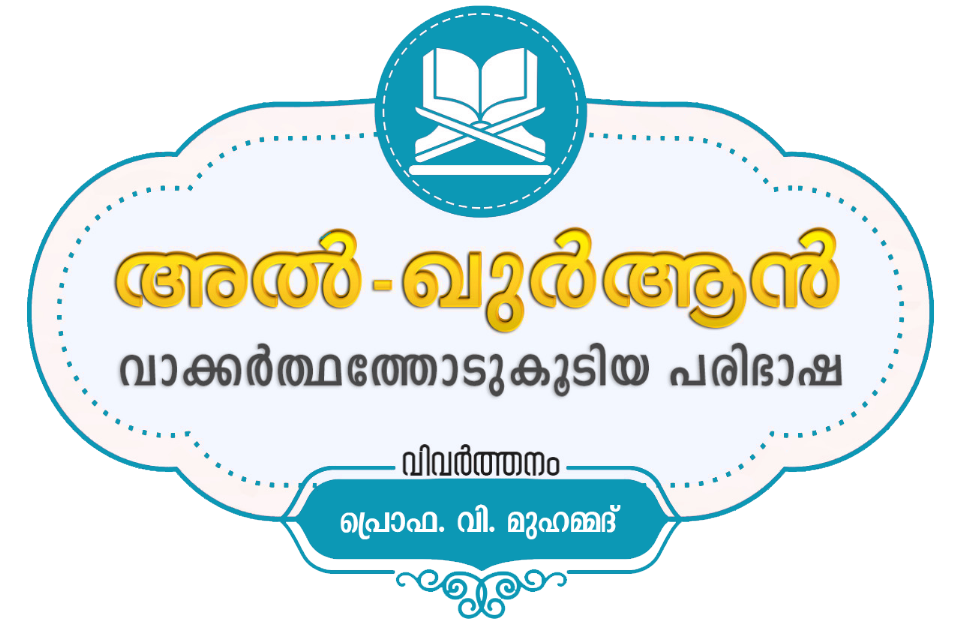 അൽ-ഖുർആൻ
വാക്കർത്ഥത്തോടുകൂടിയ പരിഭാഷ
വിവർത്തനം
പ്രൊഫ. വി. മുഹമ്മദ്